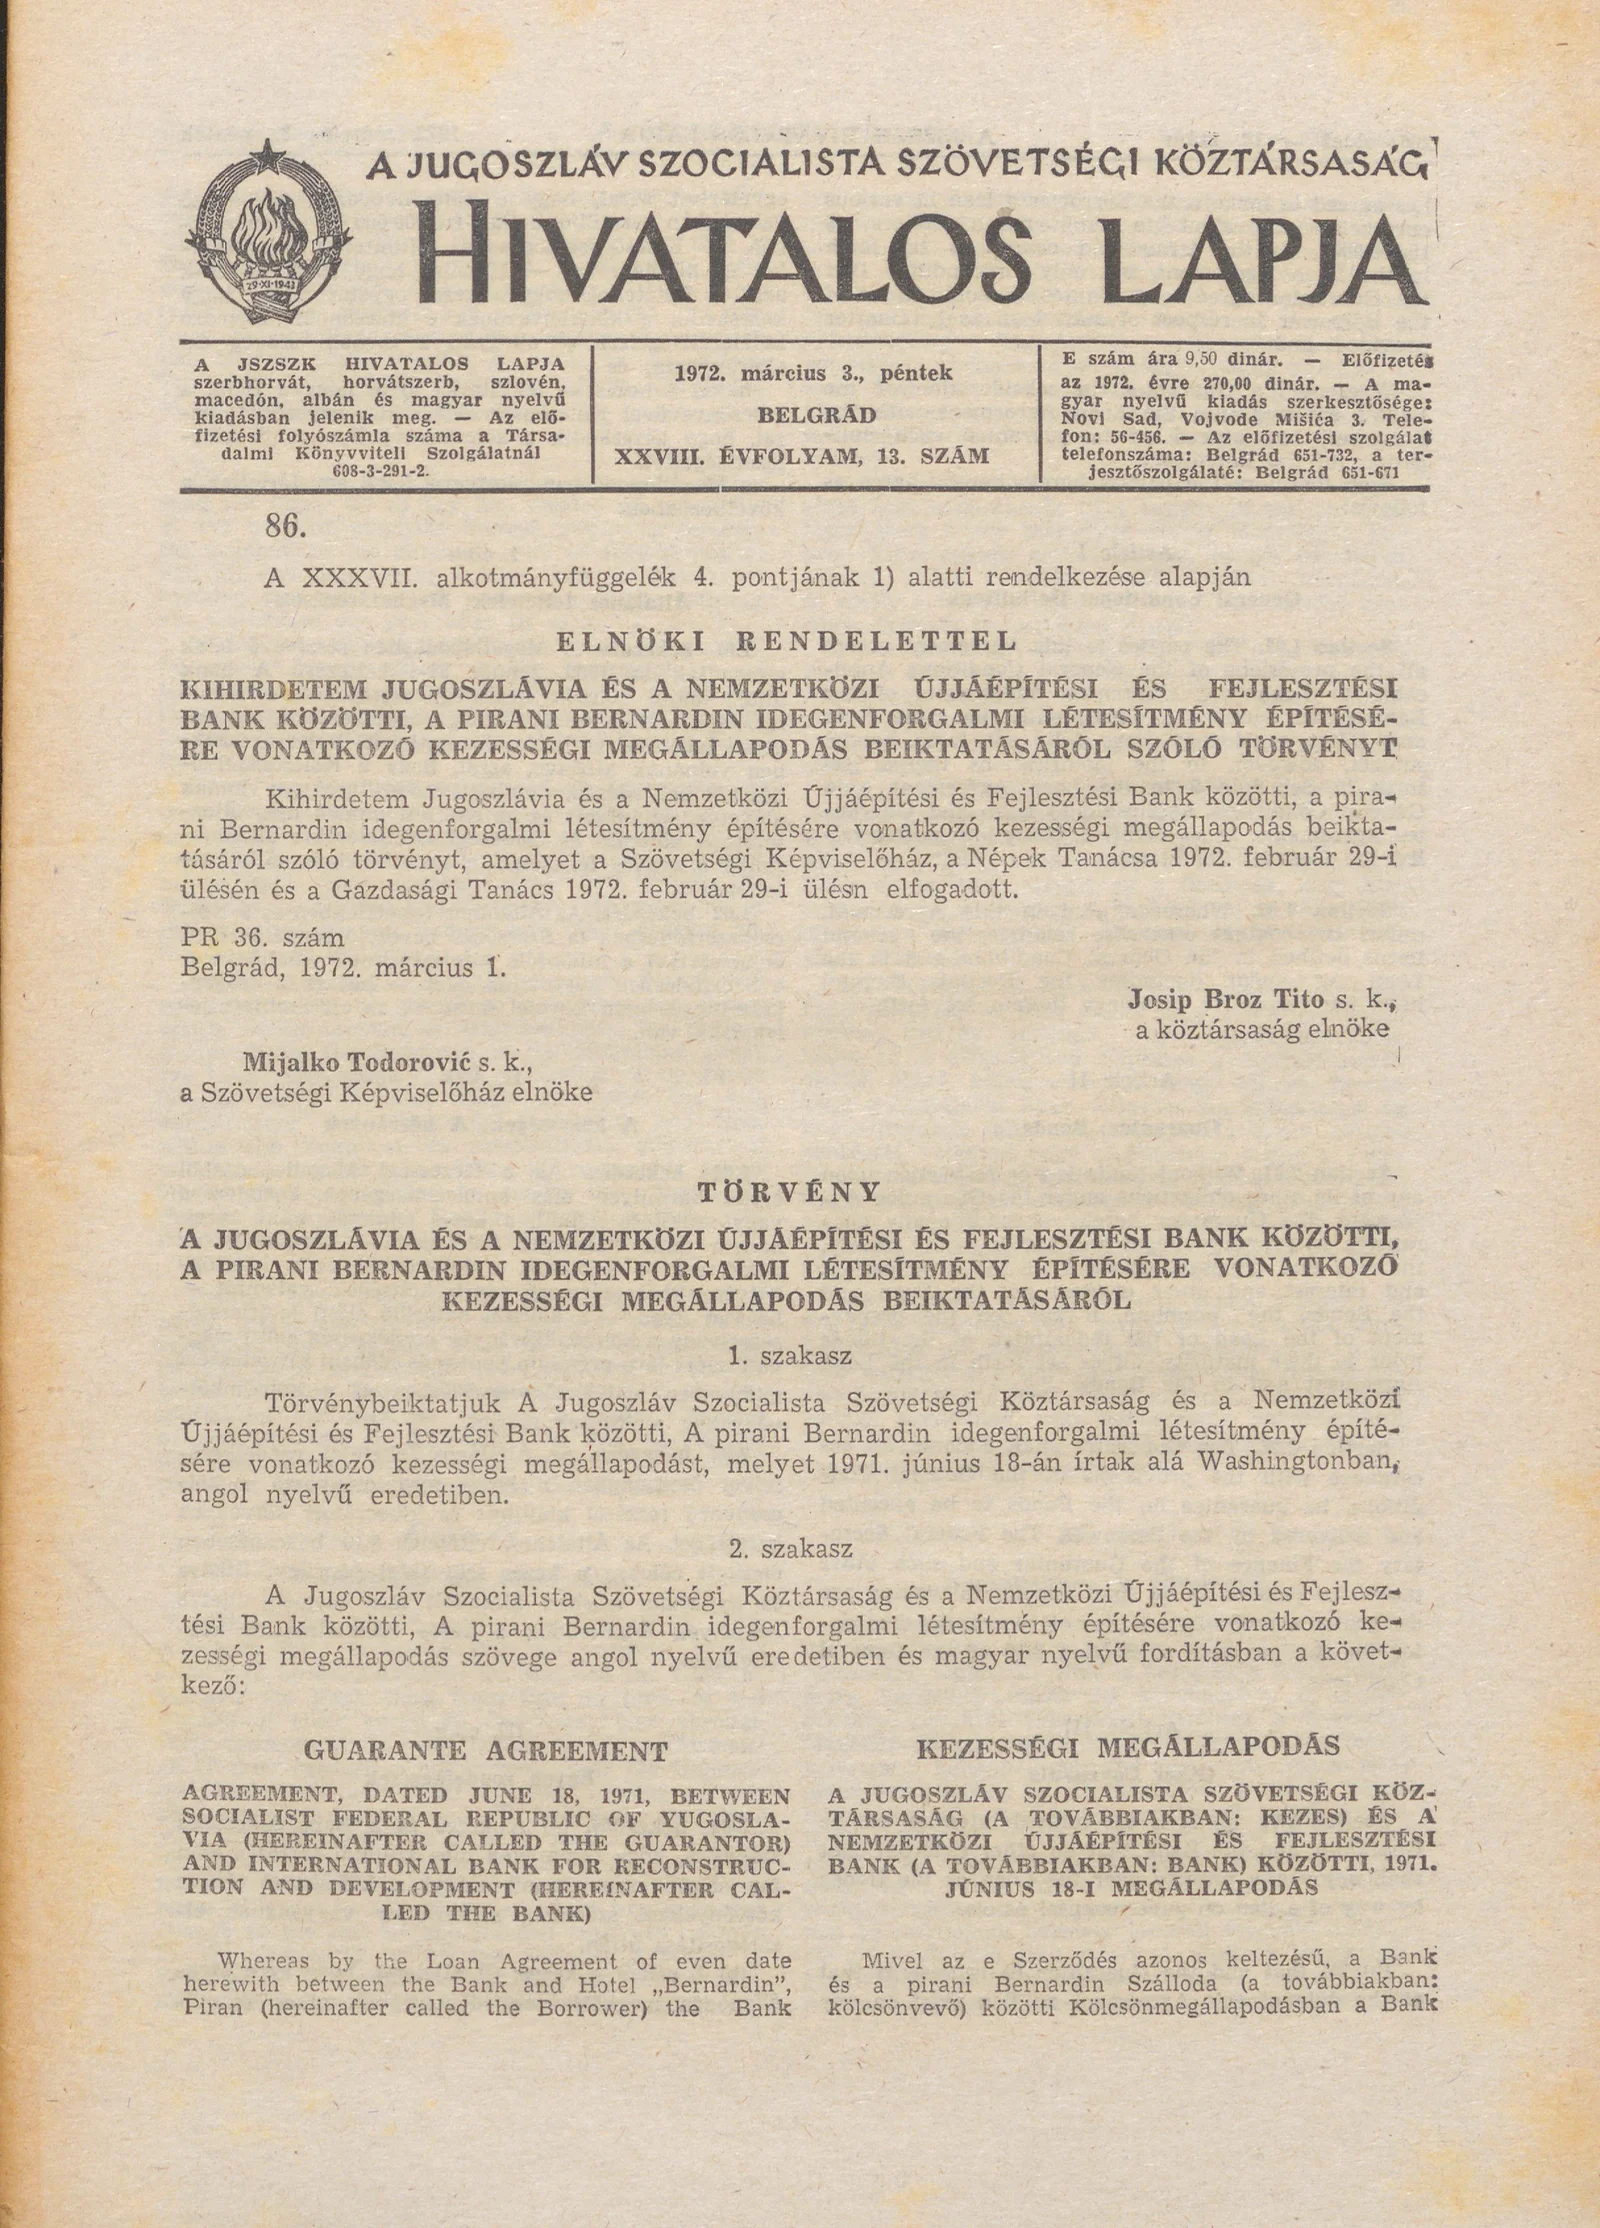 A JUGOSZLÁV SZOCIALISTA SZÖVETSÉGI KÖZTÁRSASÁG
HIVATALOS LAPJA
29·XI·1943
A JSZSZK HIVATALOS LAPJA
szerbhorvát, horvátszerb, szlovén,
macedón, albán és magyar nyelvű
kiadásban jelenik meg. — Az elő-
fizetési folyószámla száma a Társa-
dalmi Könyvviteli Szolgálatnál
608-3-291-2.
1972. március 3., péntek
BELGRÁD
XXVIII. ÉVFOLYAM, 13. SZÁM
E szám ára 9,50 dinár. — Előfizetés
az 1972. évre 270,00 dinár. — A ma-
gyar nyelvű kiadás szerkesztősége:
Novi Sad, Vojvode Mišića 3. Tele-
fon: 56-456. — Az előfizetési szolgálat
telefonszáma: Belgrád 651-732, a ter-
jesztőszolgálaté: Belgrád 651-671
86.
A XXXVII. alkotmányfüggelék 4. pontjának 1) alatti rendelkezése alapján
ELNÖKI RENDELETTEL
KIHIRDETEM JUGOSZLÁVIA ÉS A NEMZETKÖZI ÚJJÁÉPÍTÉSI ÉS FEJLESZTÉSI
BANK KÖZÖTTI, A PIRANI BERNARDIN IDEGENFORGALMI LÉTESÍTMÉNY ÉPÍTÉSÉ-
RE VONATKOZÓ KEZESSÉGI MEGÁLLAPODÁS BEIKTATÁSÁRÓL SZÓLÓ TÖRVÉNYT
Kihirdetem Jugoszlávia és a Nemzetközi Újjáépítési és Fejlesztési Bank közötti, a pira-
ni Bernardin idegenforgalmi létesítmény építésére vonatkozó kezességi megállapodás beikta-
tásáról szóló törvényt, amelyet a Szövetségi Képviselőház, a Népek Tanácsa 1972. február 29-i
ülésén és a Gazdasági Tanács 1972. február 29-i ülésn elfogadott.
PR 36. szám
Belgrád, 1972. március 1.
Josip Broz Tito s. k.,
a köztársaság elnöke
Mijalko Todorović s. k.,
a Szövetségi Képviselőház elnöke
TÖRVÉNY
A JUGOSZLÁVIA ÉS A NEMZETKÖZI ÚJJÁÉPÍTÉSI ÉS FEJLESZTÉSI BANK KÖZÖTTI,
A PIRANI BERNARDIN IDEGENFORGALMI LÉTESÍTMÉNY ÉPÍTÉSÉRE VONATKOZÓ
KEZESSÉGI MEGÁLLAPODÁS BEIKTATÁSÁRÓL
1. szakasz
Törvénybeiktatjuk A Jugoszláv Szocialista Szövetségi Köztársaság és a Nemzetközi
Újjáépítési és Fejlesztési Bank közötti, A pirani Bernardin idegenforgalmi létesítmény építé-
sére vonatkozó kezességi megállapodást, melyet 1971. június 18-án írtak alá Washingtonban,
angol nyelvű eredetiben.
2. szakasz
A Jugoszláv Szocialista Szövetségi Köztársaság és a Nemzetközi Újjáépítési és Fejlesz-
tési Bank közötti, A pirani Bernardin idegenforgalmi létesítmény építésére vonatkozó ke-
zességi megállapodás szövege angol nyelvű eredetiben és magyar nyelvű fordításban a követ-
kező:
GUARANTE AGREEMENT
AGREEMENT, DATED JUNE 18, 1971, BETWEEN
SOCIALIST FEDERAL REPUBLIC OF YUGOSLA-
VIA (HEREINAFTER CALLED THE GUARANTOR)
AND INTERNATIONAL BANK FOR RECONSTRUC-
TION AND DEVELOPMENT (HEREINAFTER CAL-
LED THE BANK)
Whereas by the Loan Agreement of even date
herewith between the Bank and Hotel „Bernardin”,
Piran (hereinafter called the Borrower) the Bank
KEZESSÉGI MEGÁLLAPODÁS
A JUGOSZLÁV SZOCIALISTA SZÖVETSÉGI KÖZ-
TÁRSASÁG (A TOVÁBBIAKBAN: KEZES) ÉS A
NEMZETKÖZI ÚJJÁÉPÍTÉSI ÉS FEJLESZTÉSI
BANK (A TOVÁBBIAKBAN: BANK) KÖZÖTTI, 1971.
JÚNIUS 18-I MEGÁLLAPODÁS
Mivel az e Szerződés azonos keltezésű, a Bank
és a pirani Bernardin Szálloda (a továbbiakban:
kölcsönvevő) közötti Kölcsönmegállapodásban a Bank